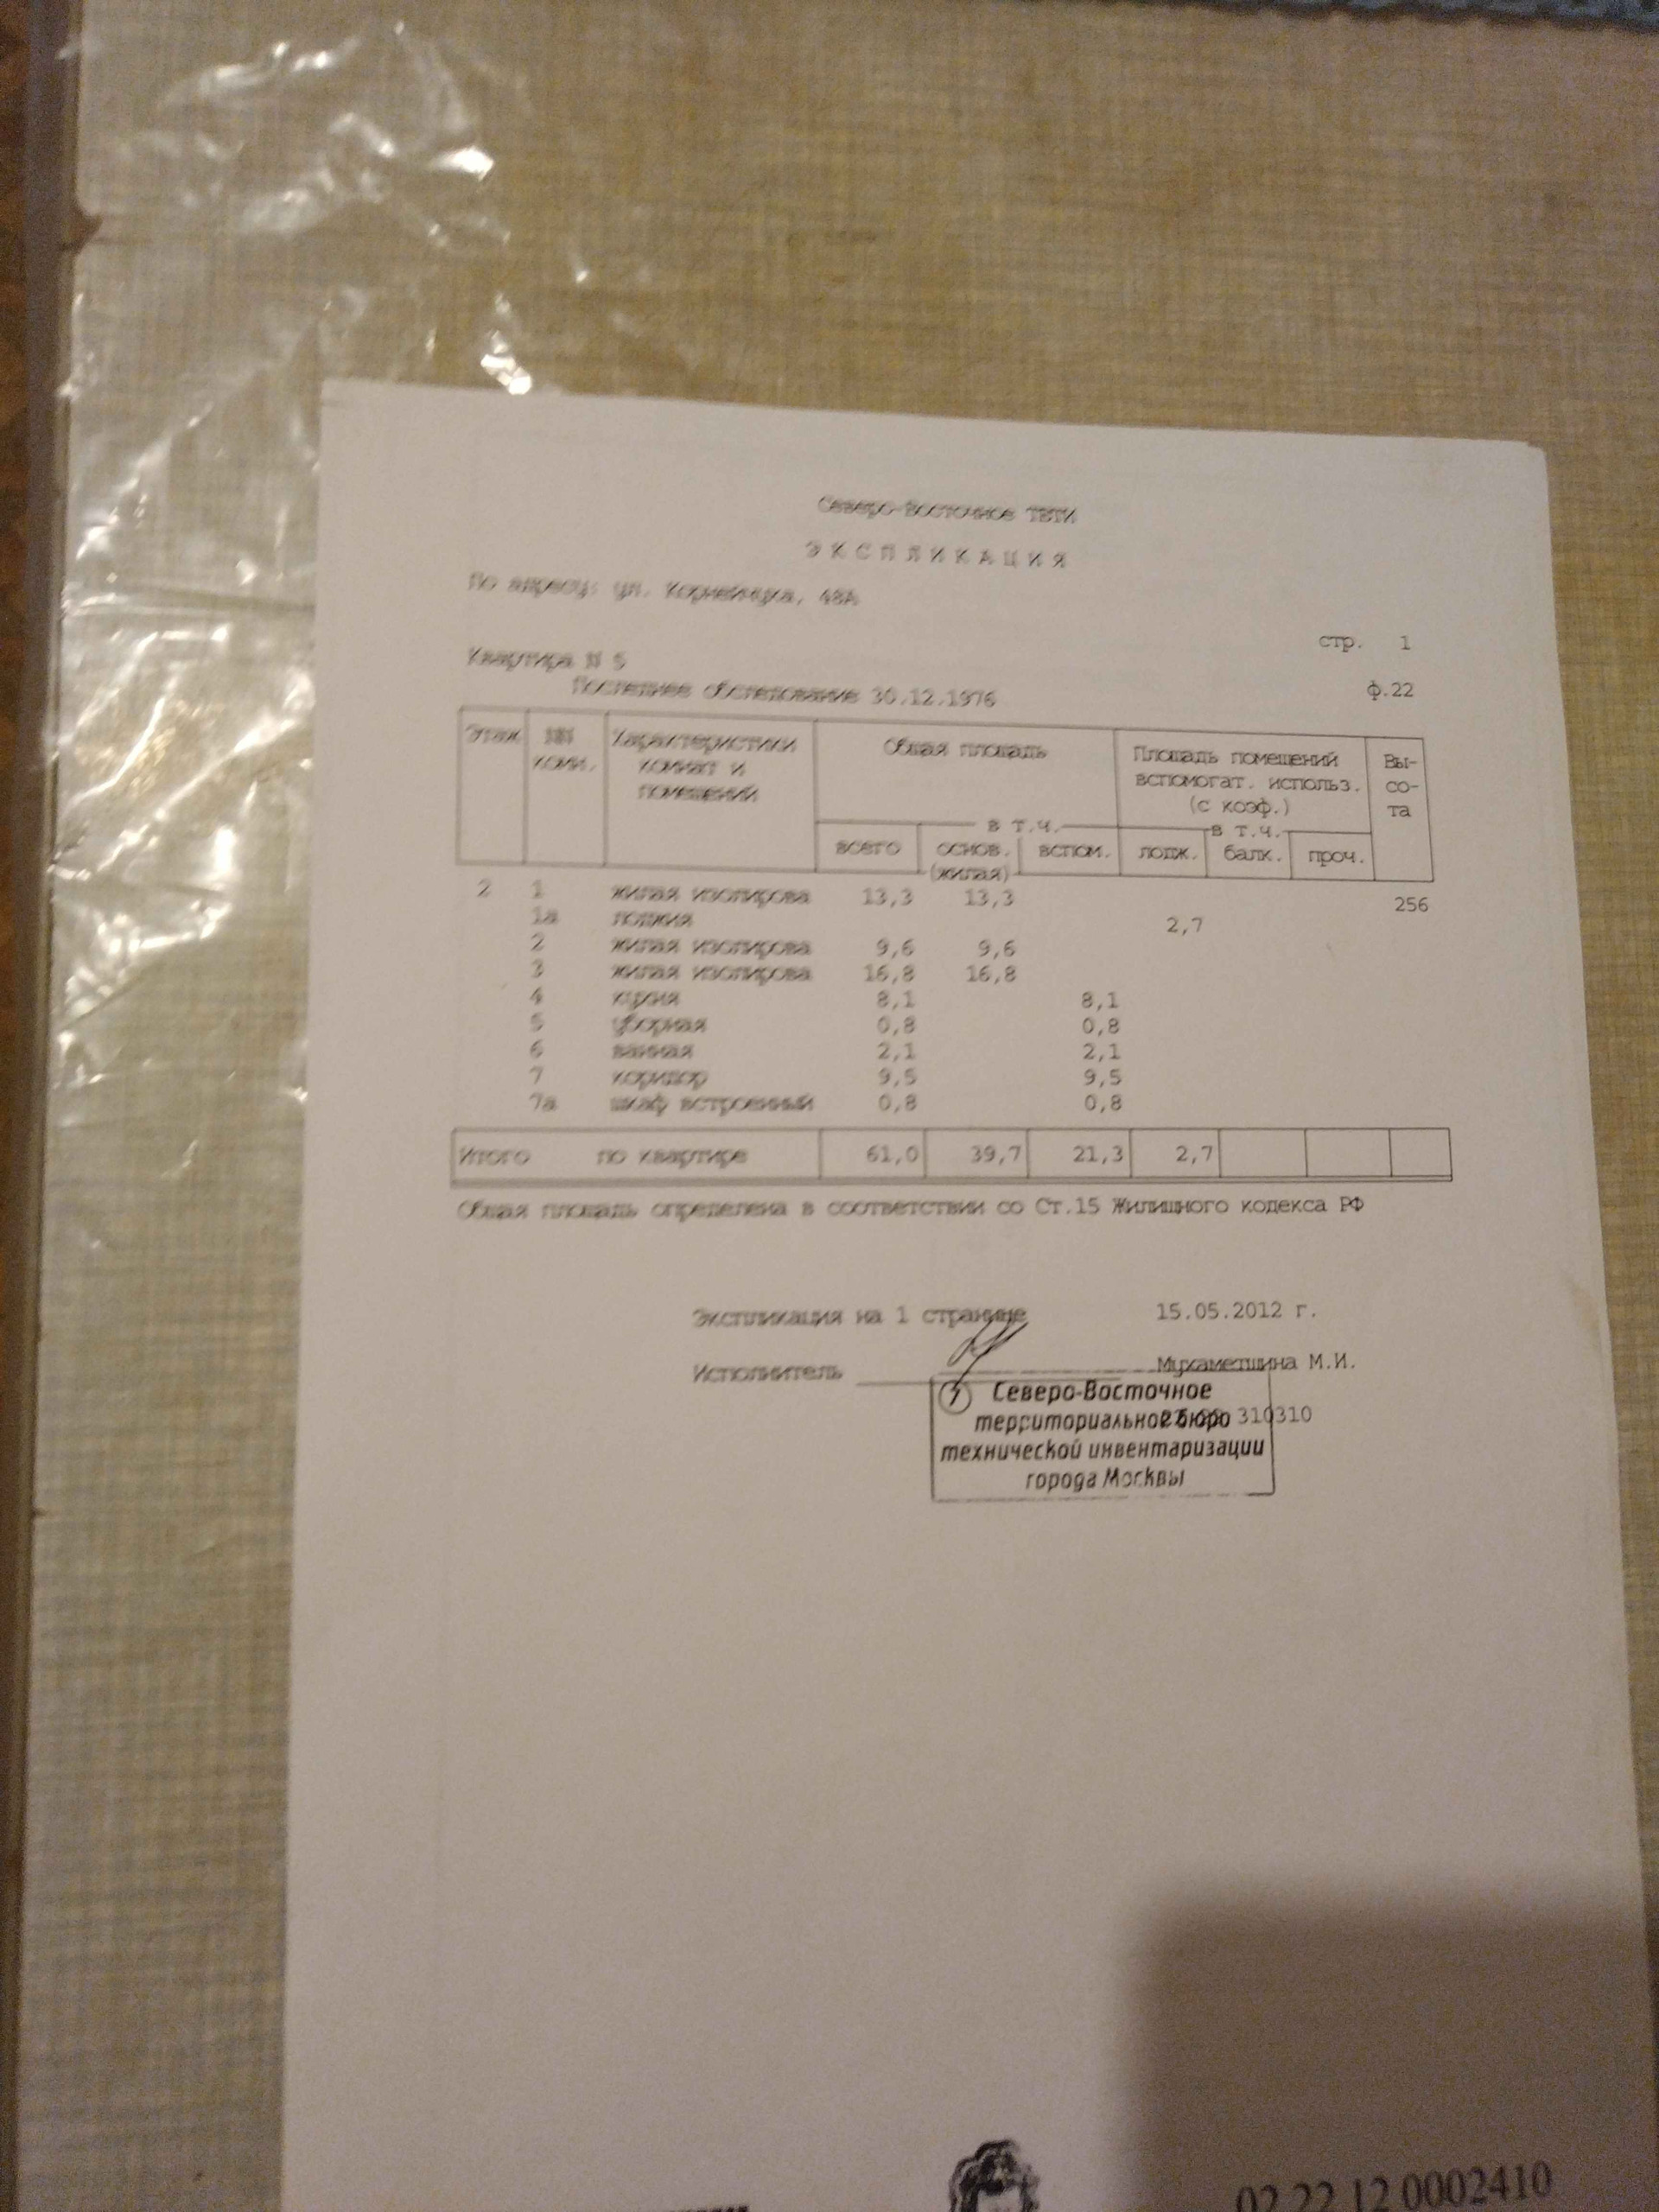 Северо-Восточное ТБТИ
ЭКСПЛИКАЦИЯ
По адресу: ул. Корнейчука, 48А
стр. 1
Квартира N 5
ф.22
Последнее обследование 30.12.1976
Этаж NN комн. Характеристики комнат и помещений Общая площадь Площадь помещений вспомогат. использ. (с коэф.) Вы-сота
в т.ч. в т.ч.
всего основ. (жилая) вспом. лодж. балк. проч.
2 1 жилая изолирова 13,3 13,3 256
1а лоджия 2,7
2 жилая изолирова 9,6 9,6
3 жилая изолирова 16,8 16,8
4 кухня 8,1 8,1
5 уборная 0,8 0,8
6 ванная 2,1 2,1
7 коридор 9,5 9,5
7а шкаф встроенный 0,8 0,8
Итого по квартире 61,0 39,7 21,3 2,7
Общая площадь определена в соответствии со Ст.15 Жилищного кодекса РФ
Экспликация на 1 странице 15.05.2012 г.
Исполнитель Мухаметшина М.И.
Северо-Восточное
территориальное бюро 310310
технической инвентаризации
города Москвы
02 22 12 0002410